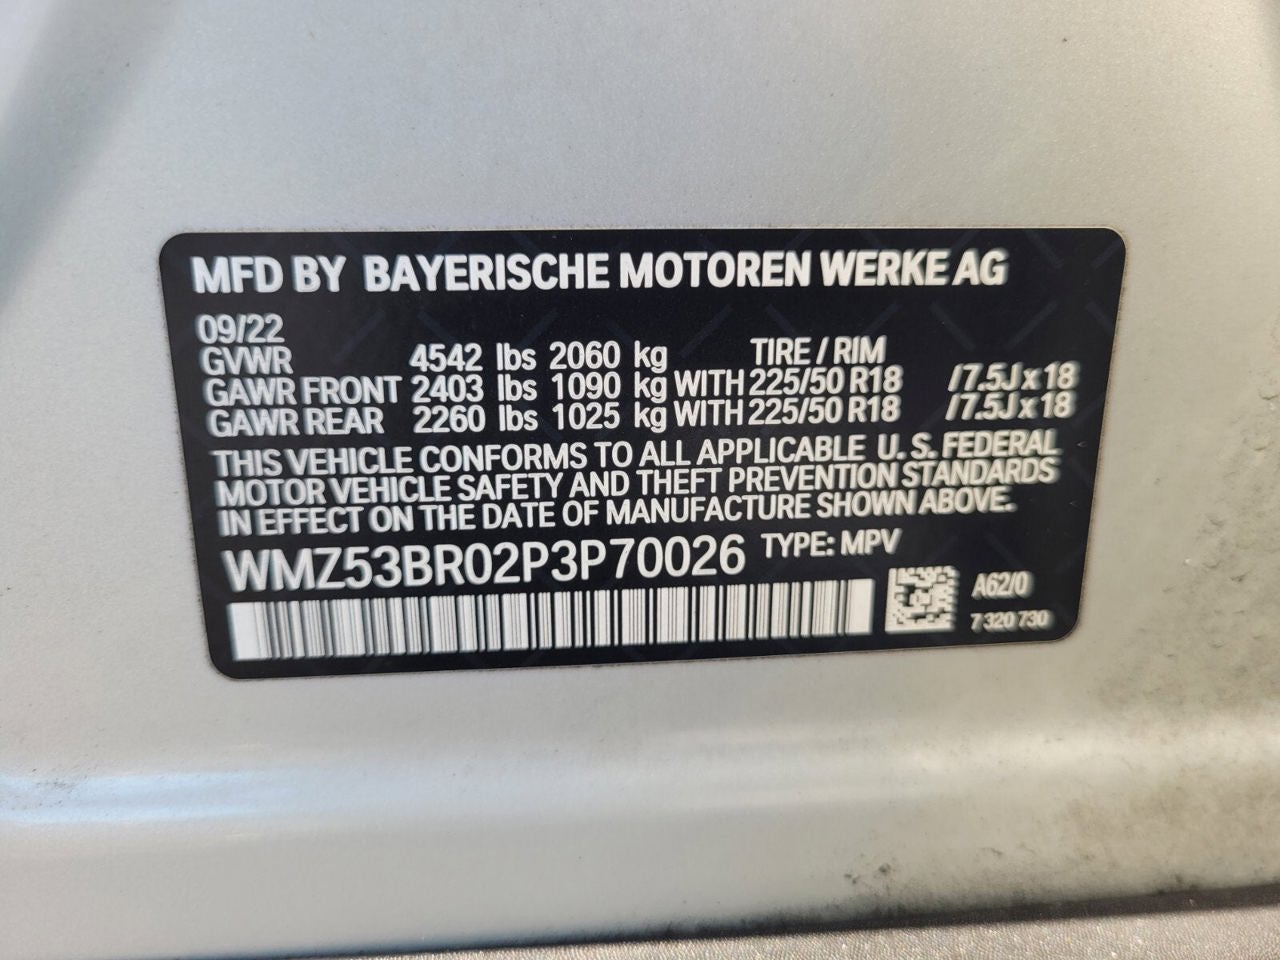 MFD BY BAYERISCHE MOTOREN WERKE AG
09/22
GVWR 4542 lbs 2060 kg TIRE / RIM
GAWR FRONT 2403 lbs 1090 kg WITH 225/50 R18 /7.5J x 18
GAWR REAR 2260 lbs 1025 kg WITH 225/50 R18 /7.5J x 18
THIS VEHICLE CONFORMS TO ALL APPLICABLE U. S. FEDERAL
MOTOR VEHICLE SAFETY AND THEFT PREVENTION STANDARDS
IN EFFECT ON THE DATE OF MANUFACTURE SHOWN ABOVE.
WMZ53BR02P3P70026 TYPE: MPV
A62/0
7 320 730